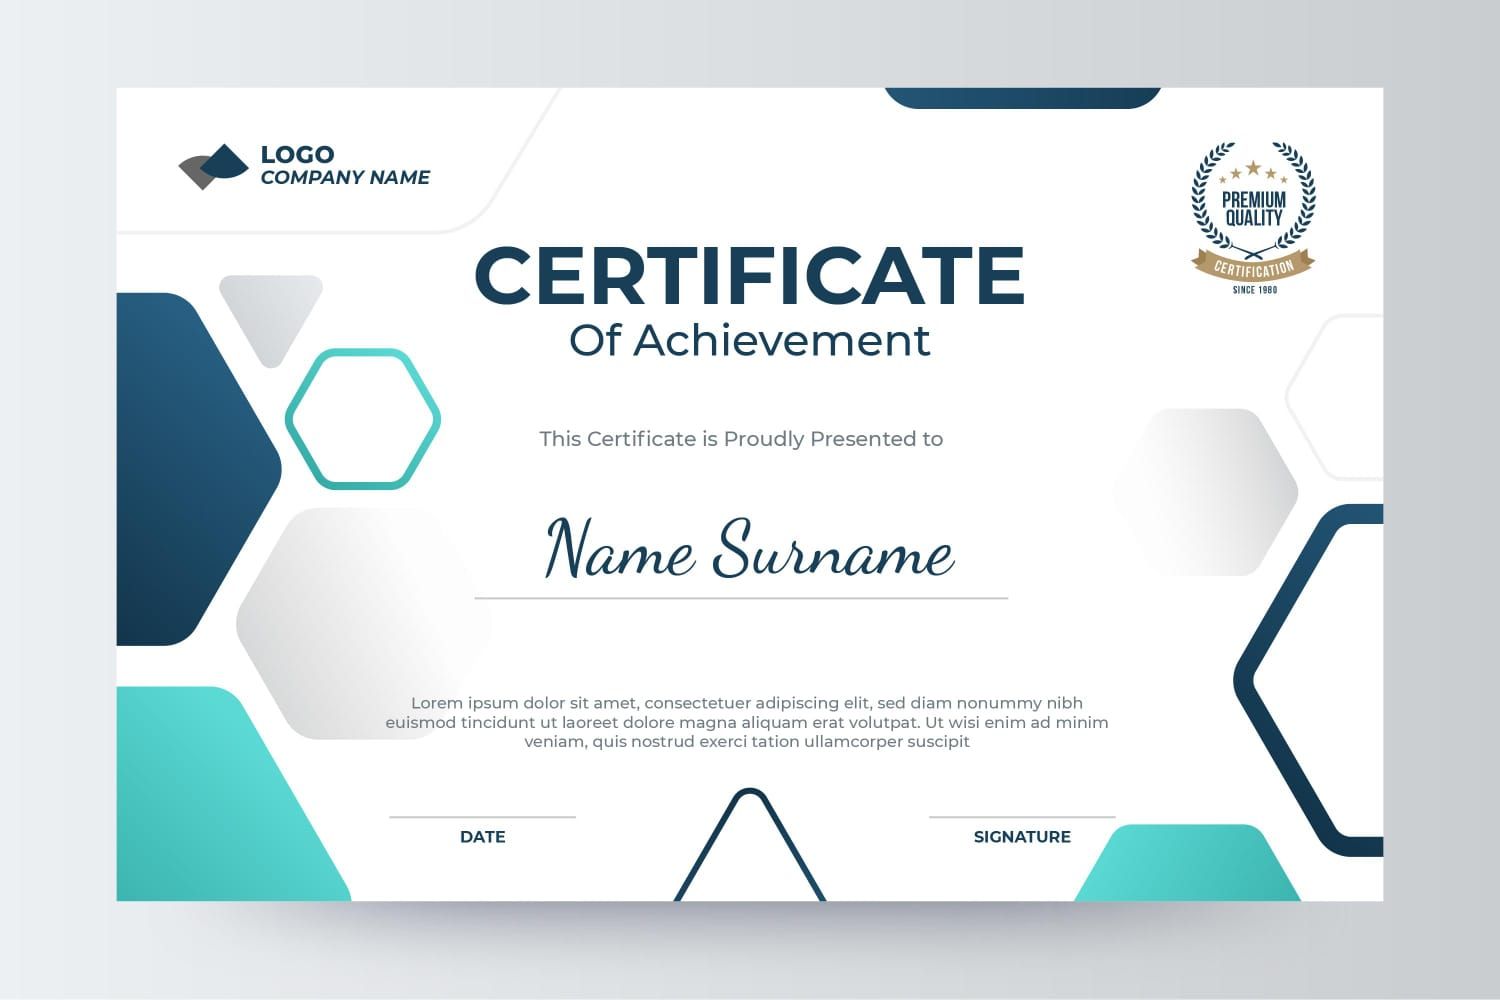 LOGO
COMPANY NAME
PREMIUM
QUALITY
CERTIFICATION
SINCE 1980
CERTIFICATE
Of Achievement
This Certificate is Proudly Presented to
Name Surname
Lorem ipsum dolor sit amet, consectetuer adipiscing elit, sed diam nonummy nibh
euismod tincidunt ut laoreet dolore magna aliquam erat volutpat. Ut wisi enim ad minim
veniam, quis nostrud exerci tation ullamcorper suscipit
DATE
SIGNATURE